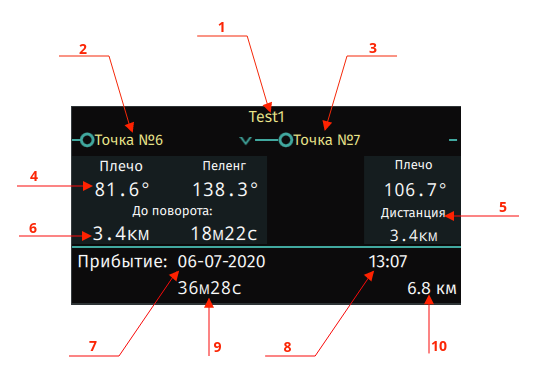 1
2
3
Test1
Точка №6
Точка №7
Плечо Пеленг Плечо
4
81.6° 138.3° 106.7°
До поворота: Дистанция
5
6
3.4км 18м22с 3.4км
Прибытие: 06-07-2020 13:07
36м28с 6.8 км
7
9
8
10